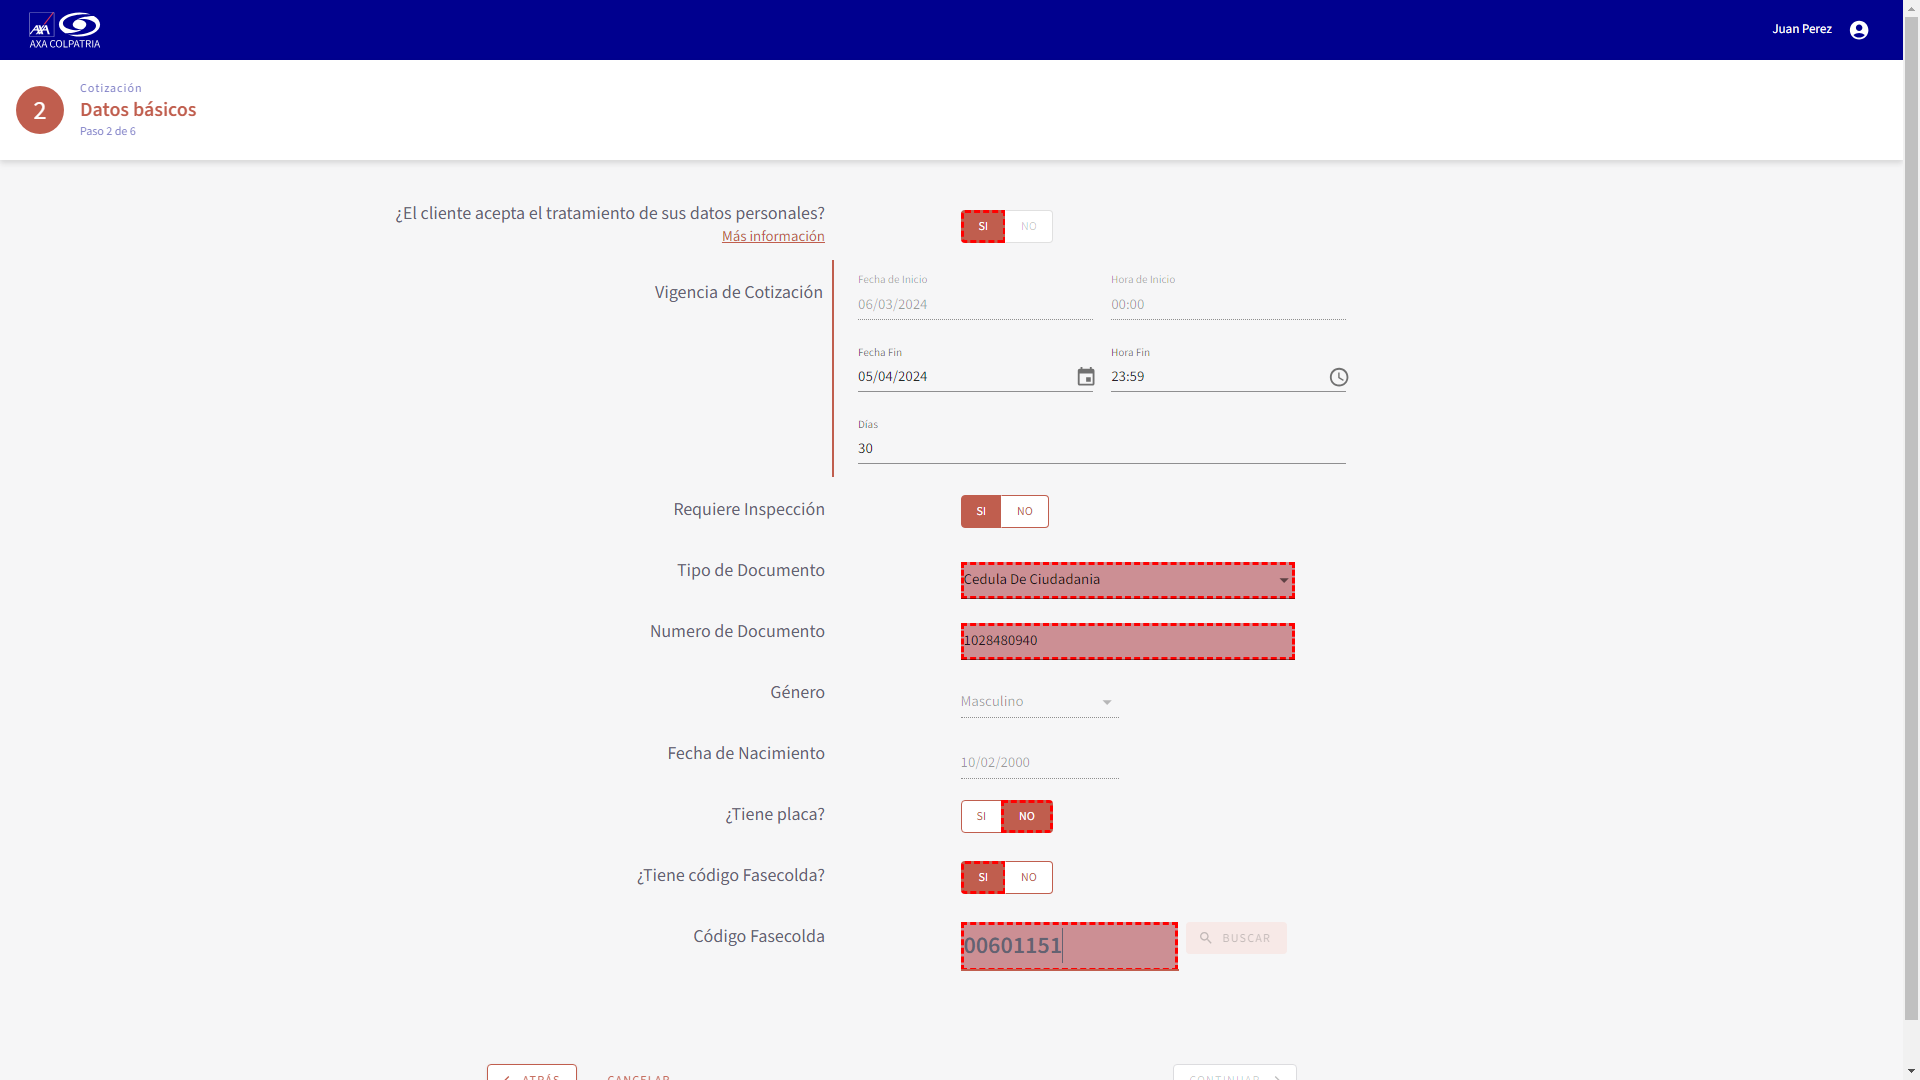 AXA
AXA COLPATRIA
Juan Perez
2
Cotización
Datos básicos
Paso 2 de 6
¿El cliente acepta el tratamiento de sus datos personales?
Más información
SI NO
Vigencia de Cotización
Fecha de Inicio
06/03/2024
Hora de Inicio
00:00
Fecha Fin
05/04/2024
Hora Fin
23:59
Días
30
Requiere Inspección
SI NO
Tipo de Documento
Cedula De Ciudadania
Numero de Documento
1028480940
Género
Masculino
Fecha de Nacimiento
10/02/2000
¿Tiene placa?
SI NO
¿Tiene código Fasecolda?
SI NO
Código Fasecolda
00601151
BUSCAR
ATRÁS
CANCELAR
CONTINUAR